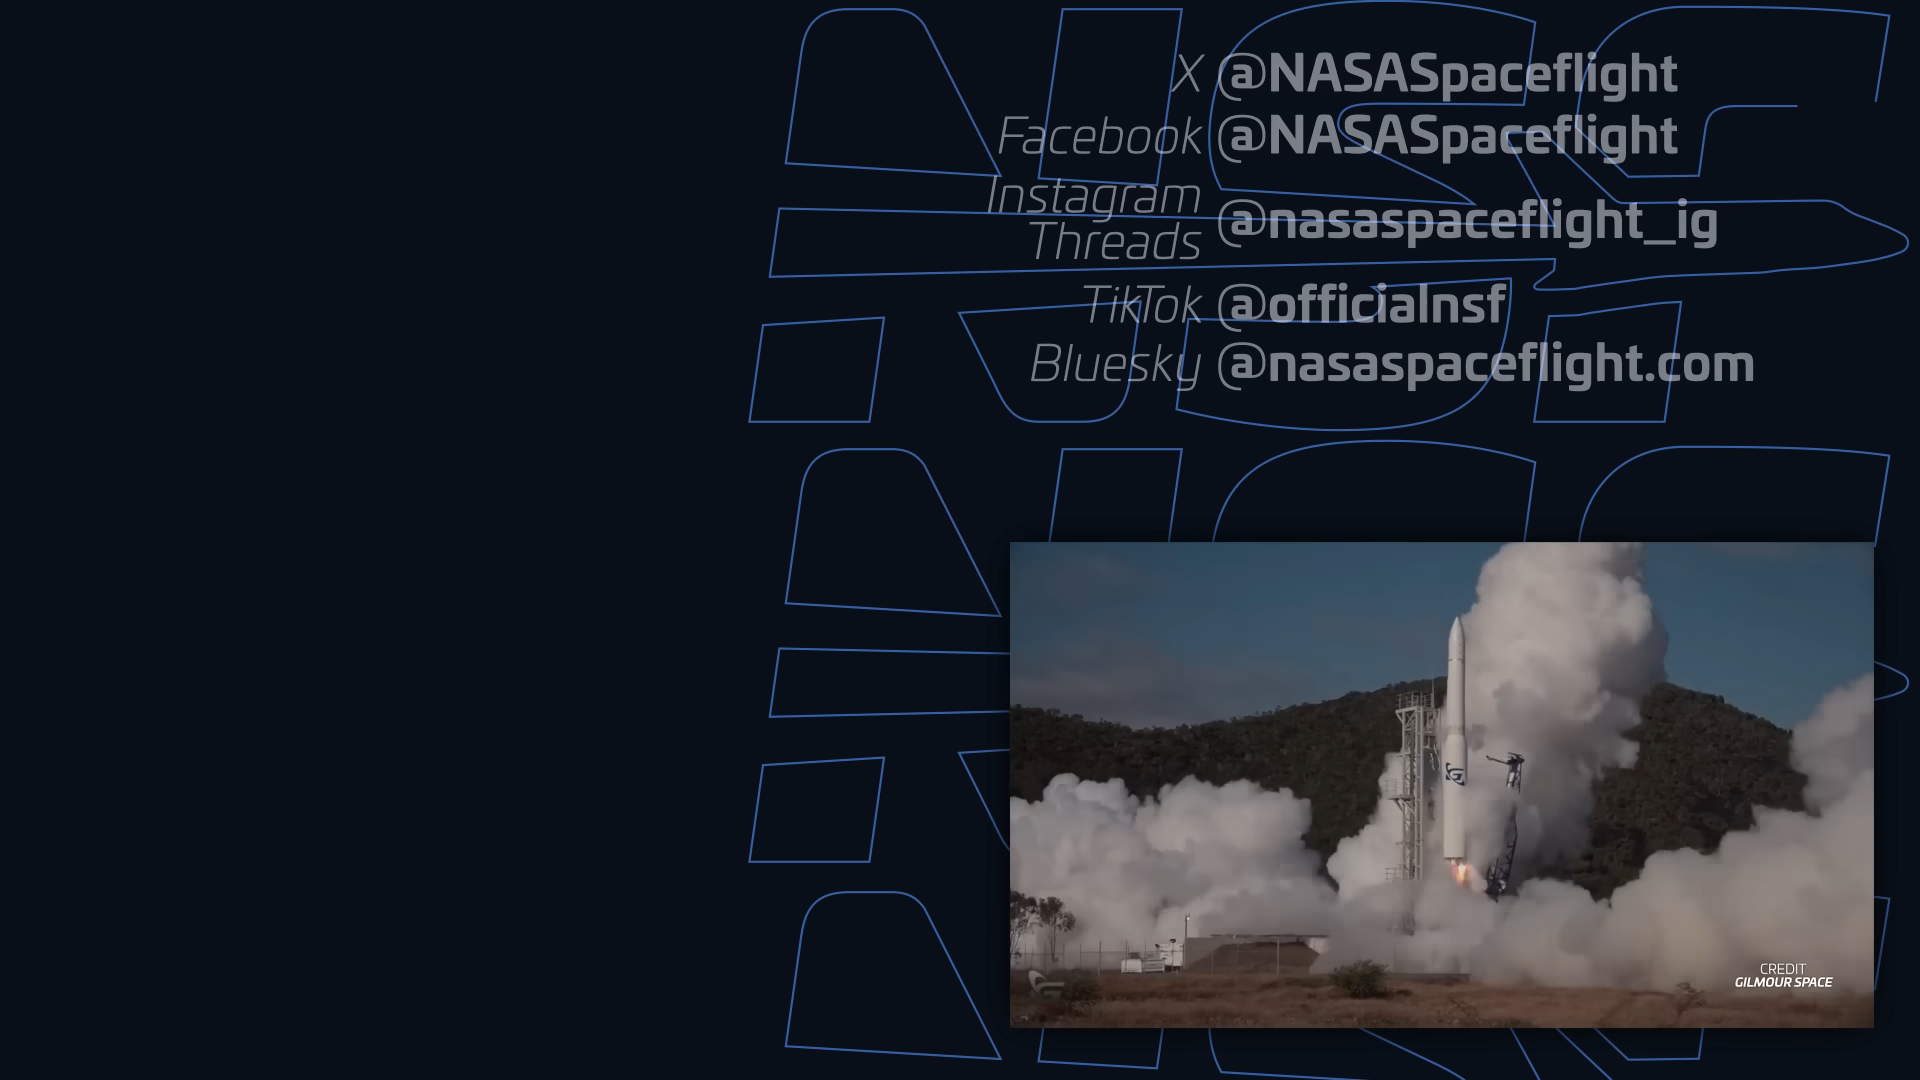 X @NASASpaceflight
Facebook @NASASpaceflight
Instagram
Threads
@nasaspaceflight_ig
TikTok @officialnsf
Bluesky @nasaspaceflight.com
CREDIT
GILMOUR SPACE